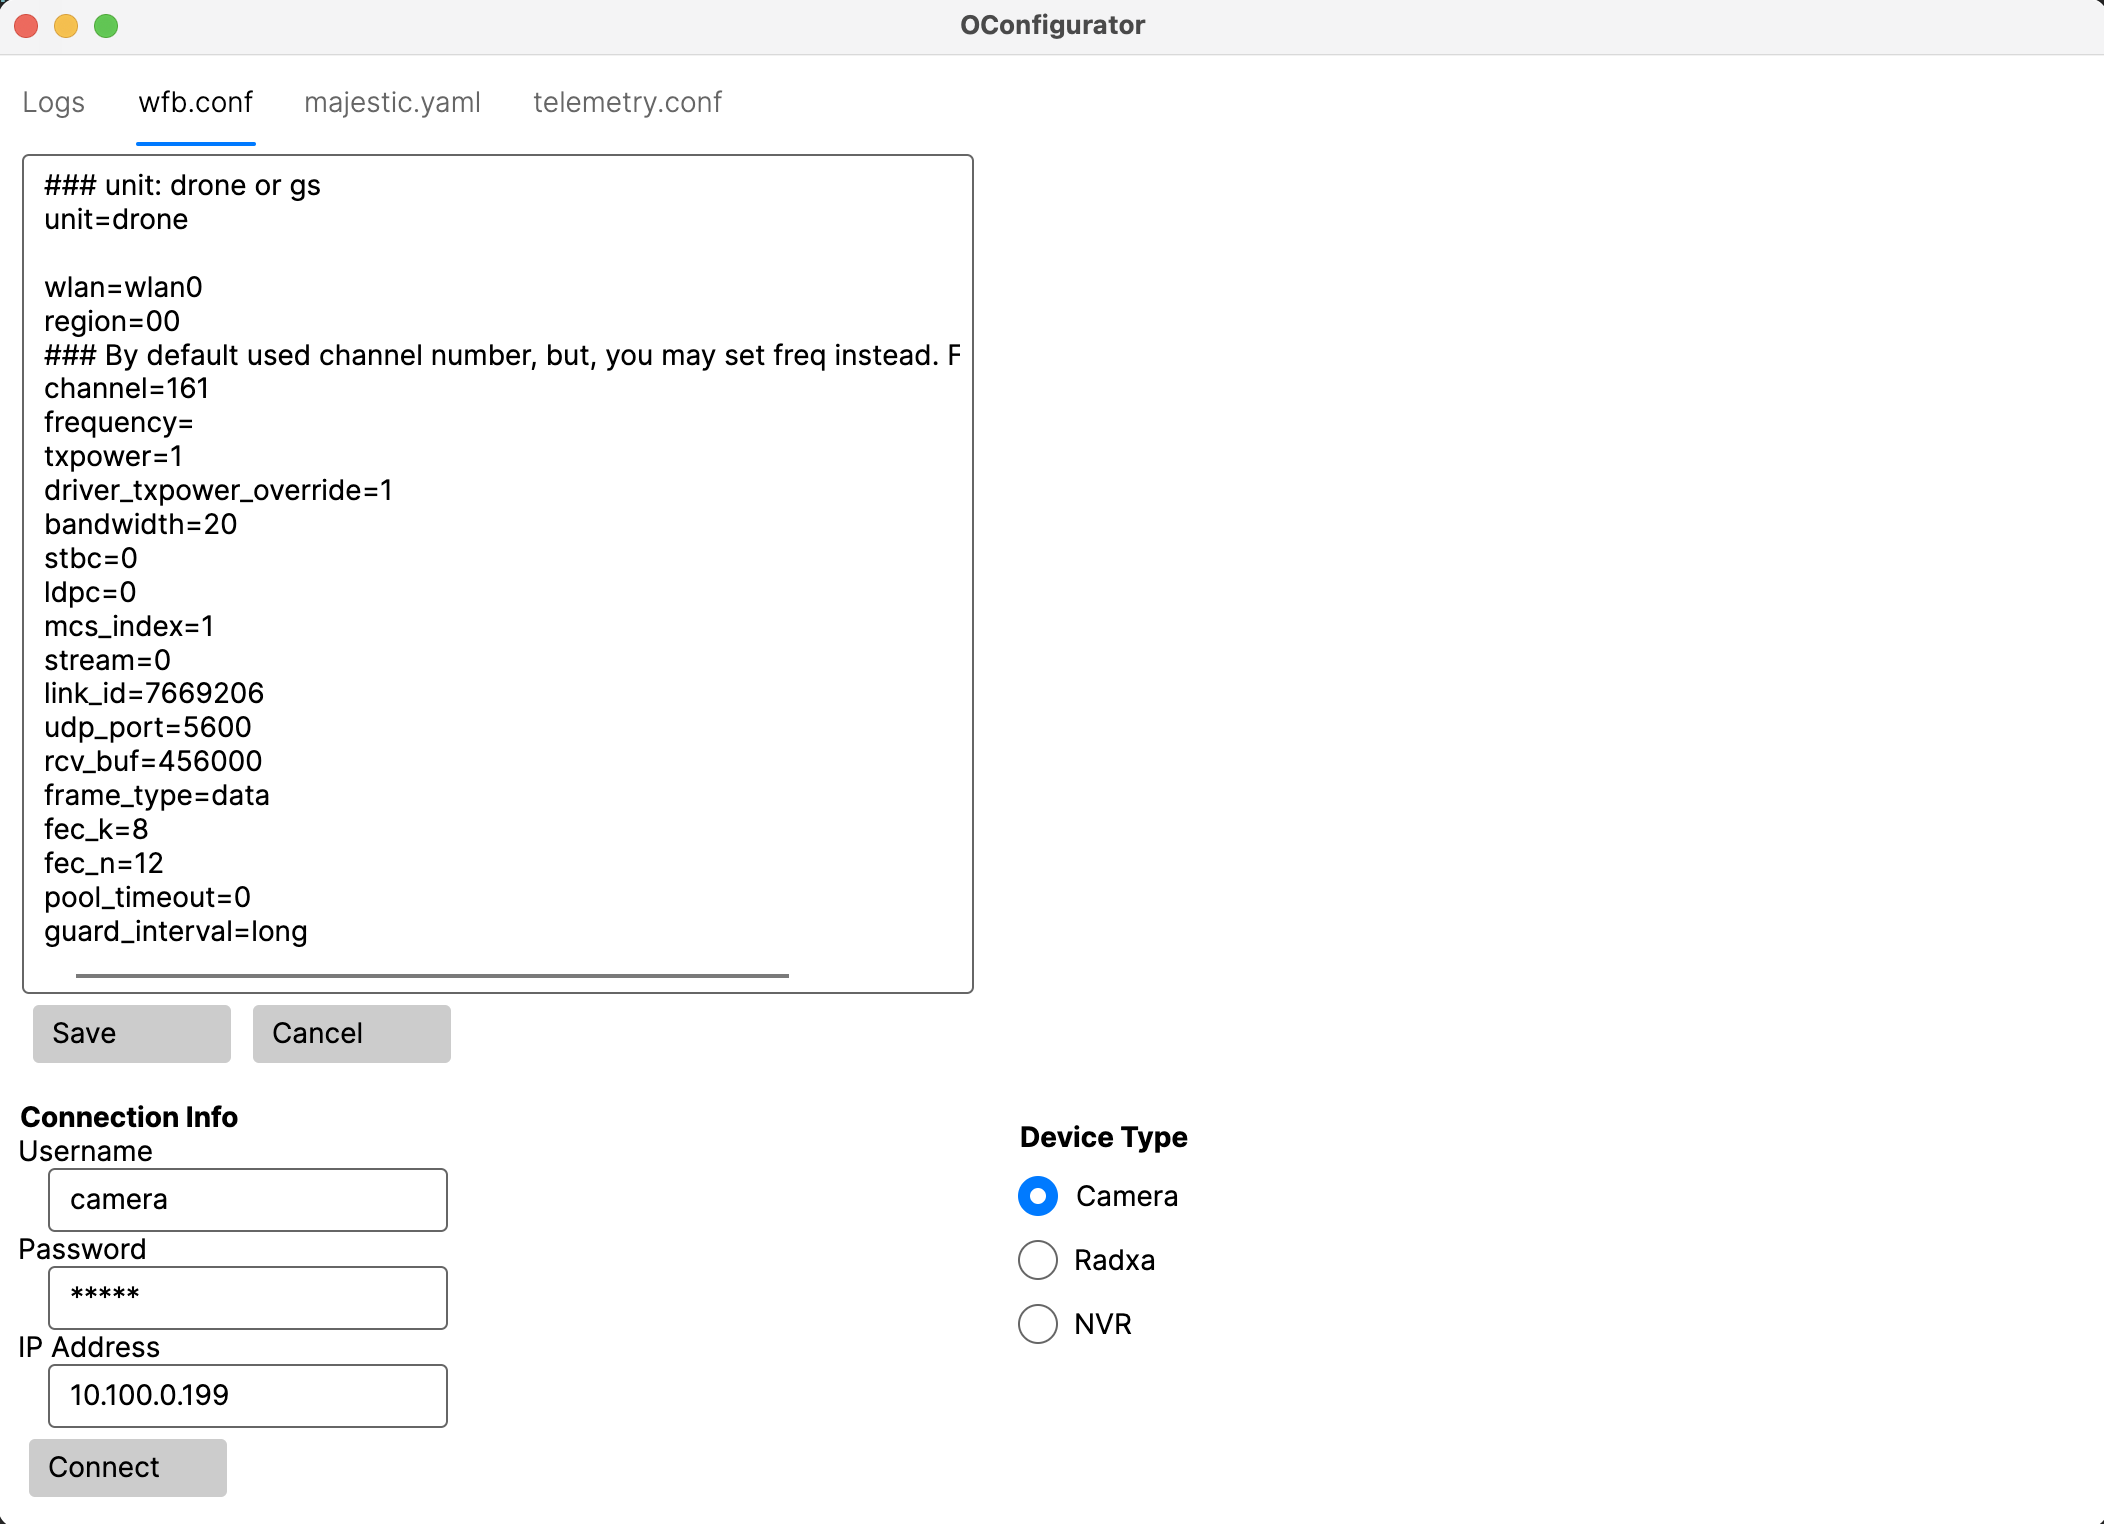 OConfigurator
Logs wfb.conf majestic.yaml telemetry.conf
### unit: drone or gs
unit=drone
wlan=wlan0
region=00
### By default used channel number, but, you may set freq instead. F
channel=161
frequency=
txpower=1
driver_txpower_override=1
bandwidth=20
stbc=0
ldpc=0
mcs_index=1
stream=0
link_id=7669206
udp_port=5600
rcv_buf=456000
frame_type=data
fec_k=8
fec_n=12
pool_timeout=0
guard_interval=long
Save Cancel
Connection Info
Username
camera
Password
*****
IP Address
10.100.0.199
Connect
Device Type
Camera
Radxa
NVR